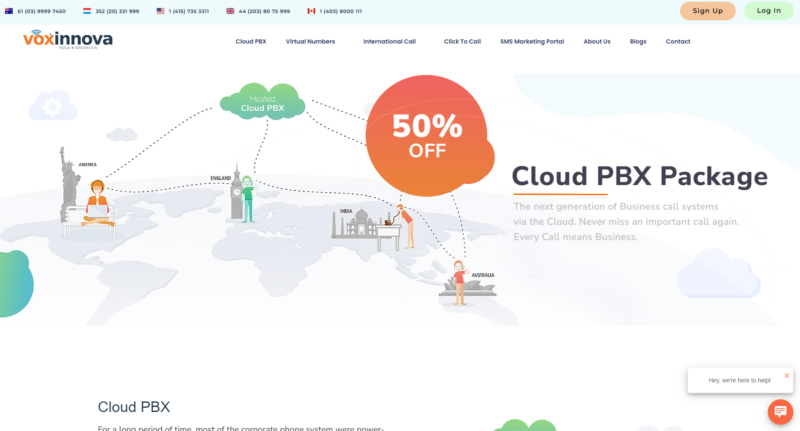 61 (03) 9999 7450
352 (20) 331 999
1 (415) 735 3311
44 (203) 80 75 999
1 (403) 8000 111
Sign Up
Log In
voxinnova
VOICE • INNOVATION
Cloud PBX
Virtual Numbers
International Call
Click To Call
SMS Marketing Portal
About Us
Blogs
Contact
Hosted
Cloud PBX
50%
OFF
AMERICA
ENGLAND
INDIA
AUSTRALIA
Cloud PBX Package
The next generation of Business call systems
via the Cloud. Never miss an important call again.
Every Call means Business.
Hey, we're here to help!
Cloud PBX
For a long period of time, most of the corporate phone system were power-